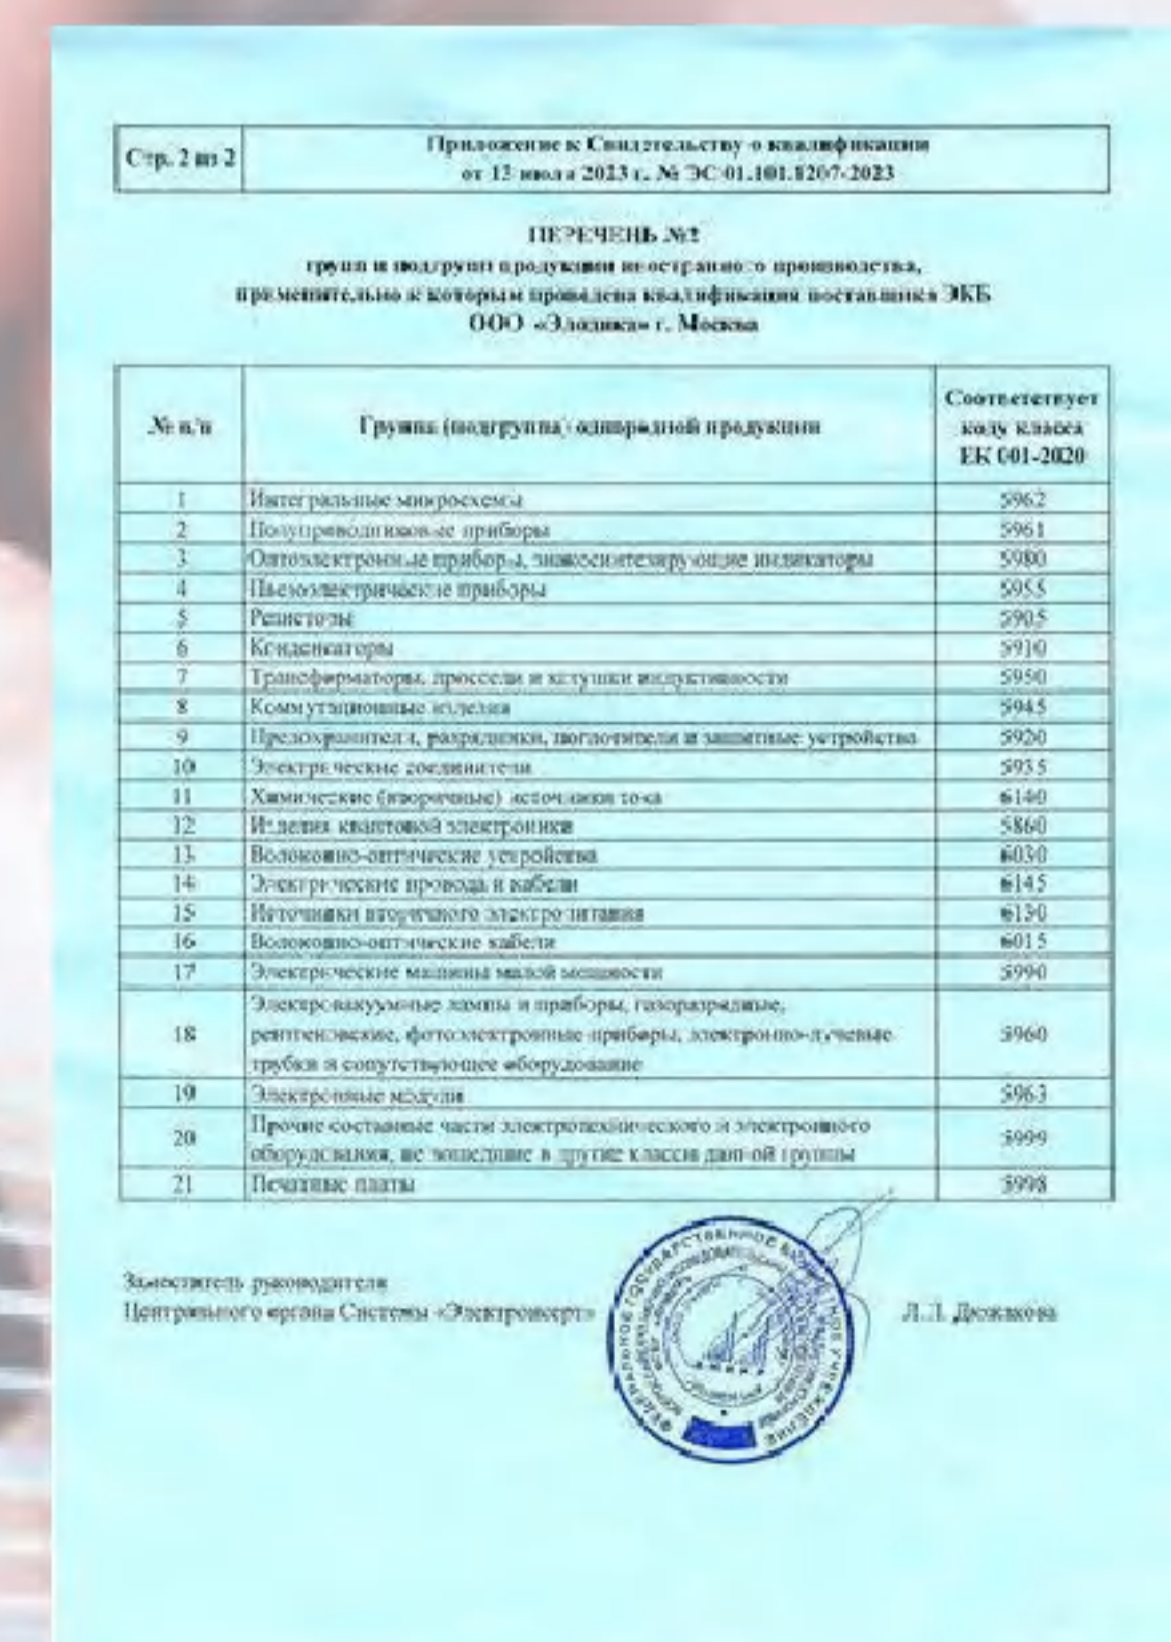 Стр. 2 из 2
Приложение к Свидетельству о квалификации
от 13 июля 2023 г. № ЭС 01.101.8207-2023
ПЕРЕЧЕНЬ №2
групп и подгрупп продукции иностранного производства,
применительно к которым проведена квалификация поставщика ЭКБ
ООО «Элодика» г. Москва
№ п/п
Группа (подгруппа) однородной продукции
Соответствует
коду класса
ЕК 001-2020
1 Интегральные микросхемы 5962
2 Полупроводниковые приборы 5961
3 Оптоэлектронные приборы, знакосинтезирующие индикаторы 5980
4 Пьезоэлектрические приборы 5955
5 Резисторы 5905
6 Конденсаторы 5910
7 Трансформаторы, дроссели и катушки индуктивности 5950
8 Коммутационные изделия 5945
9 Предохранители, разрядники, поглотители и защитные устройства 5920
10 Электрические соединители 5935
11 Химические (вторичные) источники тока 6140
12 Изделия квантовой электроники 5860
13 Волоконно-оптические устройства 6030
14 Электрические провода и кабели 6145
15 Источники вторичного электропитания 6130
16 Волоконно-оптические кабели 6015
17 Электрические машины малой мощности 5990
18 Электровакуумные лампы и приборы, газоразрядные,
рентгеновские, фотоэлектронные приборы, электронно-лучевые
трубки и сопутствующее оборудование 5960
19 Электронные модули 5963
20 Прочие составные части электротехнического и электронного
оборудования, не вошедшие в другие классы данной группы 5999
21 Печатные платы 5998
Заместитель руководителя
Центрального органа Системы «Электронсерт»
ФЕДЕРАЛЬНОЕ ГОСУДАРСТВЕННОЕ БЮДЖЕТНОЕ УЧРЕЖДЕНИЕ